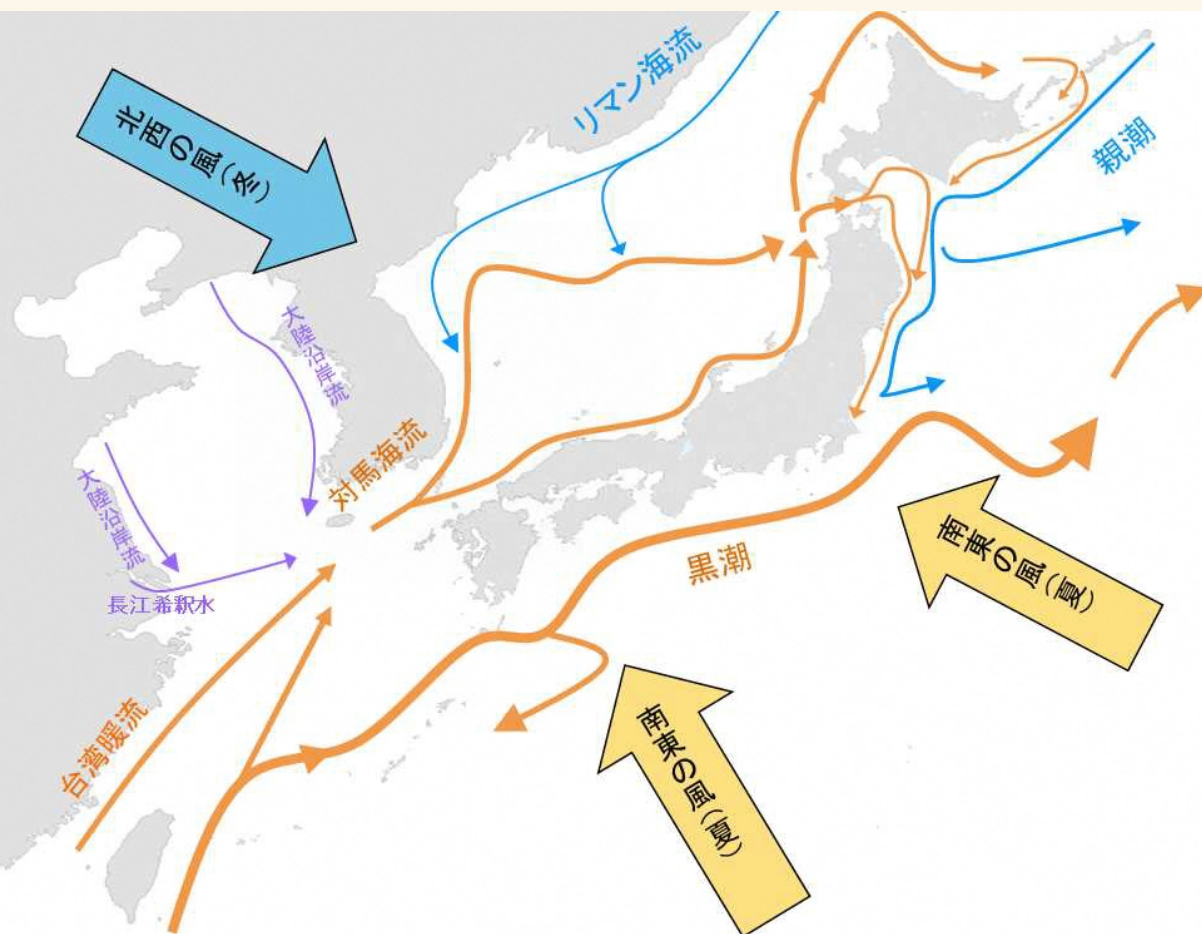 リマン海流
北西の風(冬)
親潮
大陸沿岸流
対馬海流
大陸沿岸流
長江希釈水
黒潮
南東の風(夏)
台湾暖流
南東の風(夏)